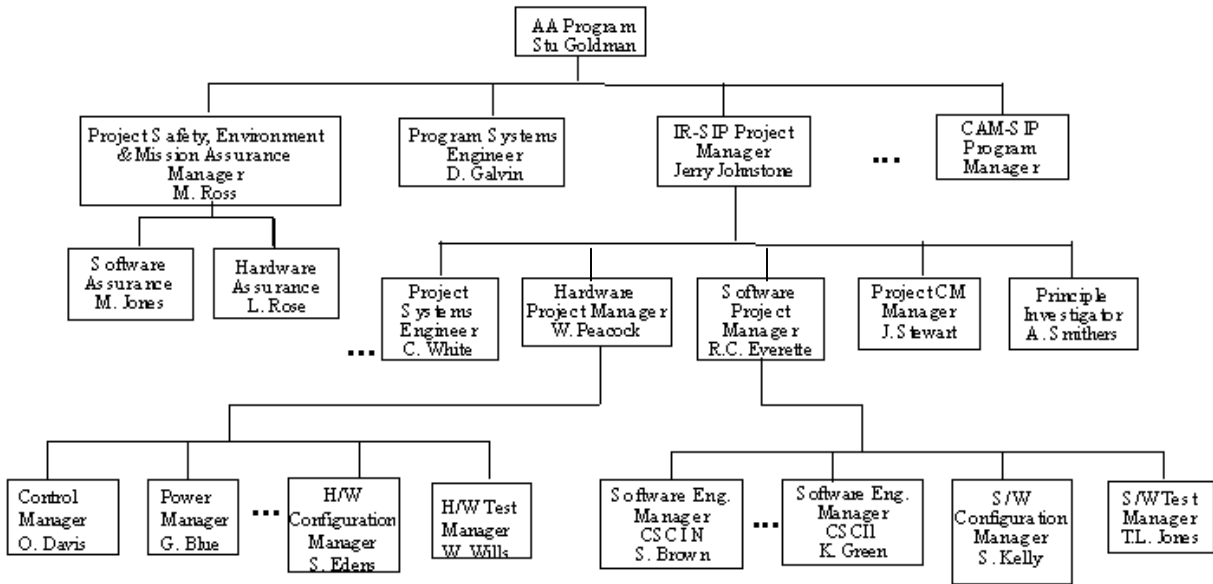 AA Program
Stu Goldman
Project Safety, Environment
& Mission Assurance
Manager
M. Ross
Program Systems
Engineer
D. Galvin
IR-SIP Project
Manager
Jerry Johnstone
...
CAM-SIP
Program
Manager
Software
Assurance
M. Jones
Hardware
Assurance
L. Rose
...
Project
Systems
Engineer
C. White
Hardware
Project Manager
W. Peacock
Software
Project
Manager
R.C. Everette
Project CM
Manager
J. Stewart
Principle
Investigator
A. Smithers
Control
Manager
O. Davis
Power
Manager
G. Blue
...
H/W
Configuration
Manager
S. Edens
H/W Test
Manager
W. Wills
Software Eng.
Manager
CSCI N
S. Brown
...
Software Eng.
Manager
CSCI1
K. Green
S/W
Configuration
Manager
S. Kelly
S/W Test
Manager
T.L. Jones